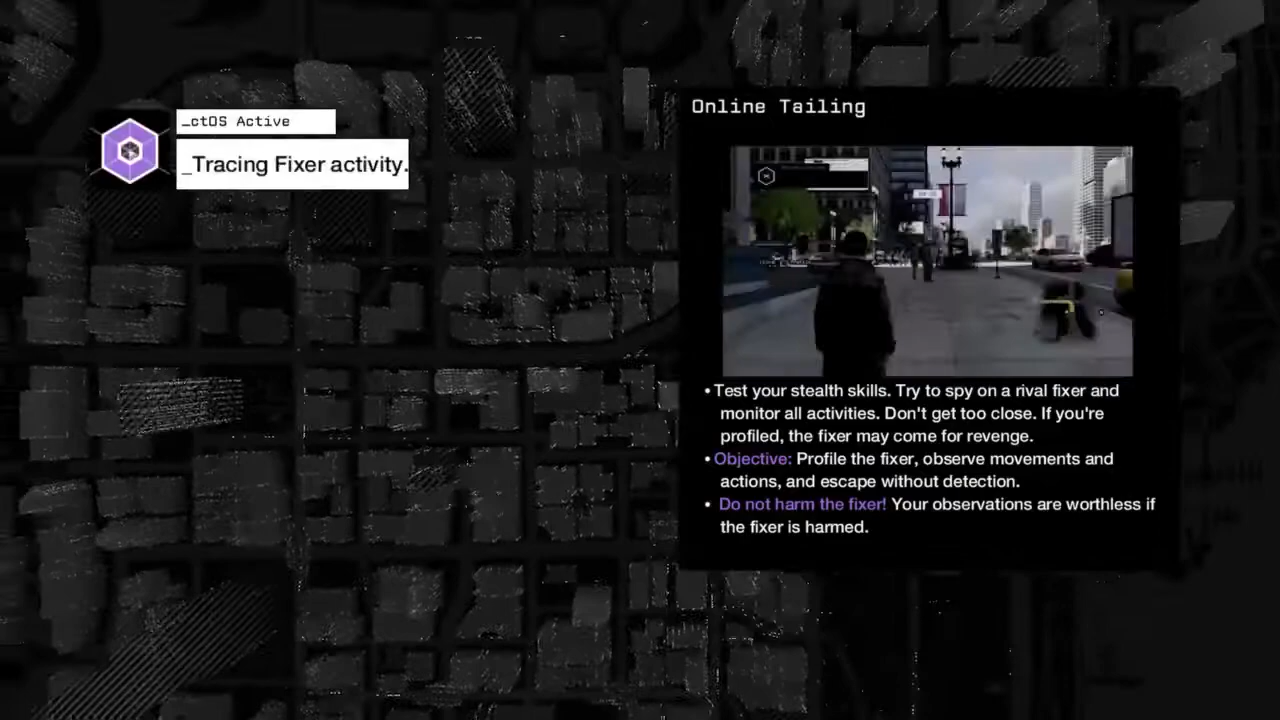 _ctOS Active
_Tracing Fixer activity.
Online Tailing
• Test your stealth skills. Try to spy on a rival fixer and
monitor all activities. Don't get too close. If you're
profiled, the fixer may come for revenge.
• Objective: Profile the fixer, observe movements and
actions, and escape without detection.
• Do not harm the fixer! Your observations are worthless if
the fixer is harmed.